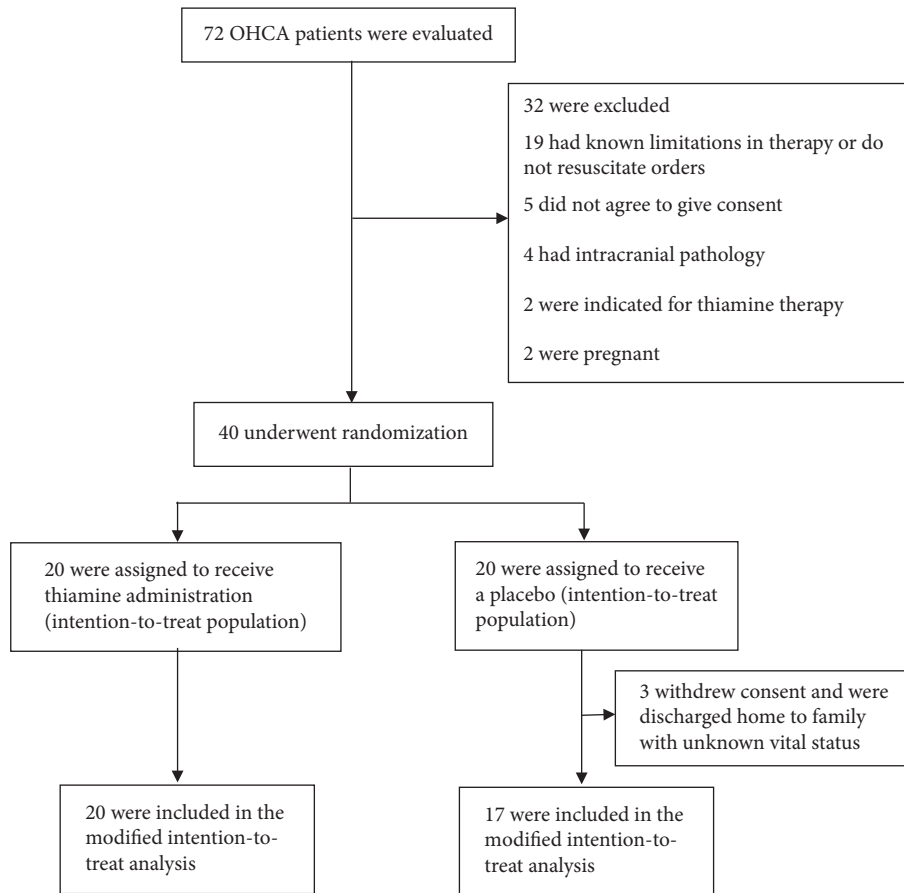 72 OHCA patients were evaluated
32 were excluded
19 had known limitations in therapy or do
not resuscitate orders
5 did not agree to give consent
4 had intracranial pathology
2 were indicated for thiamine therapy
2 were pregnant
40 underwent randomization
20 were assigned to receive
thiamine administration
(intention-to-treat population)
20 were assigned to receive
a placebo (intention-to-treat
population)
3 withdrew consent and were
discharged home to family
with unknown vital status
20 were included in the
modified intention-to-
treat analysis
17 were included in the
modified intention-to-
treat analysis